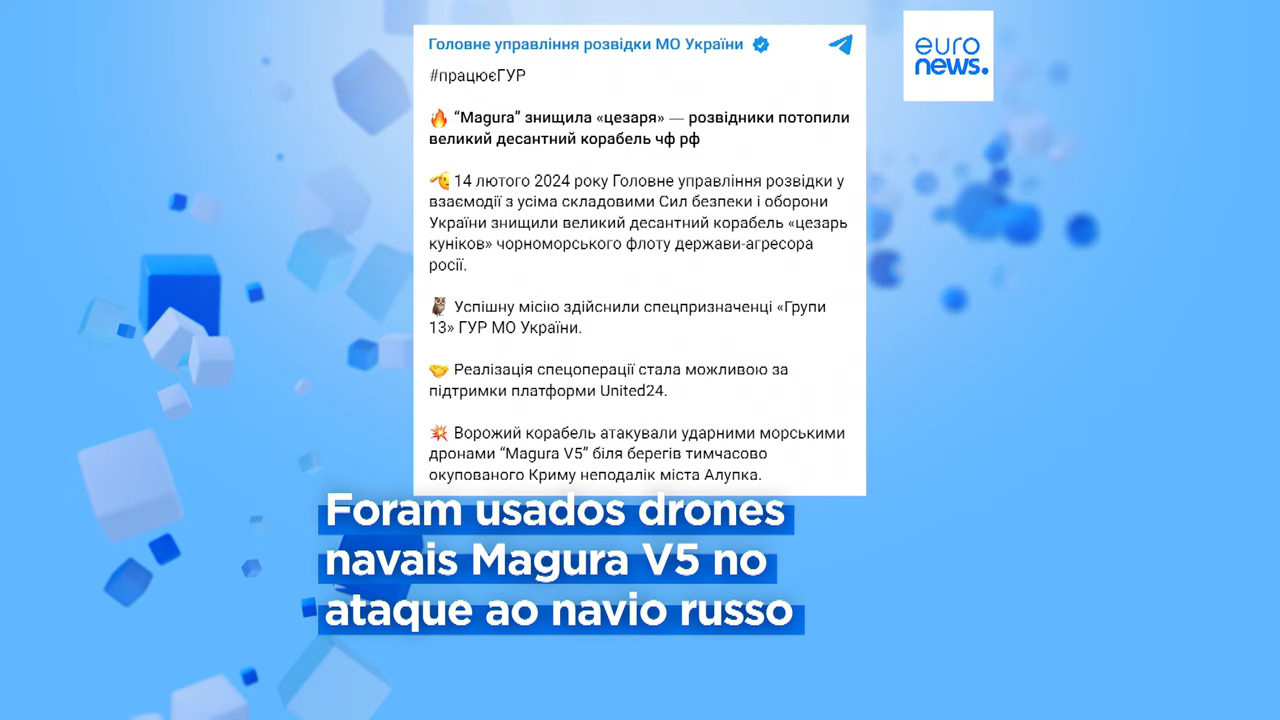 Головне управління розвідки МО України
euro
news.
#працюєГУР
🔥 “Magura” знищила «цезаря» — розвідники потопили
великий десантний корабель чф рф
🫡 14 лютого 2024 року Головне управління розвідки у
взаємодії з усіма складовими Сил безпеки і оборони
України знищили великий десантний корабель «цезарь
куніков» чорноморського флоту держави-агресора
росії.
🦉 Успішну місію здійснили спецпризначенці «Групи
13» ГУР МО України.
🤝 Реалізація спецоперації стала можливою за
підтримки платформи United24.
💥 Ворожий корабель атакували ударними морськими
дронами “Magura V5” біля берегів тимчасово
окупованого Криму неподалік міста Алупка.
Foram usados drones
navais Magura V5 no
ataque ao navio russo